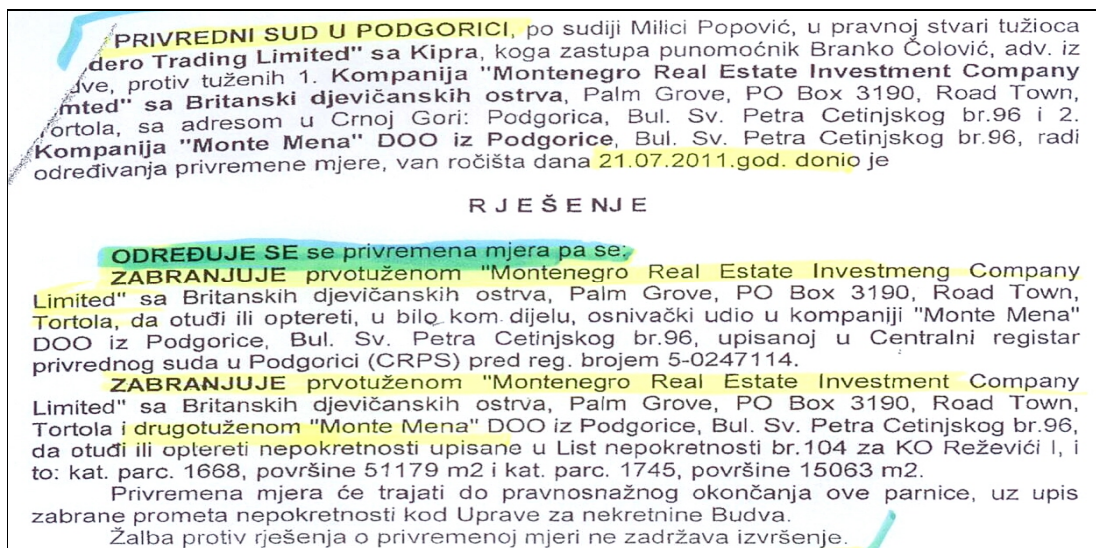 PRIVREDNI SUD U PODGORICI, po sudiji Milici Popović, u pravnoj stvari tužioca
dero Trading Limited" sa Kipra, koga zastupa punomoćnik Branko Čolović, adv. iz
ve, protiv tuženih 1. Kompanija "Montenegro Real Estate Investment Company
mted" sa Britanski djevičanskih ostrva, Palm Grove, PO Box 3190, Road Town,
Tortola, sa adresom u Crnoj Gori: Podgorica, Bul. Sv. Petra Cetinjskog br.96 i 2.
Kompanija "Monte Mena" DOO iz Podgorice, Bul. Sv. Petra Cetinjskog br.96, radi
određivanja privremene mjere, van ročišta dana 21.07.2011.god. donio je
R J E Š E NJ E
ODREĐUJE SE se privremena mjera pa se:
ZABRANJUJE prvotuženom "Montenegro Real Estate Investmeng Company
Limited" sa Britanskih djevičanskih ostrva, Palm Grove, PO Box 3190, Road Town,
Tortola, da otuđi ili optereti, u bilo kom dijelu, osnivački udio u kompaniji "Monte Mena"
DOO iz Podgorice, Bul. Sv. Petra Cetinjskog br.96, upisanoj u Centralni registar
privrednog suda u Podgorici (CRPS) pred reg. brojem 5-0247114.
ZABRANJUJE prvotuženom "Montenegro Real Estate Investment Company
Limited" sa Britanskih djevičanskih ostrva, Palm Grove, PO Box 3190, Road Town,
Tortola i drugotuženom "Monte Mena" DOO iz Podgorice, Bul. Sv. Petra Cetinjskog br.96,
da otuđi ili optereti nepokretnosti upisane u List nepokretnosti br.104 za KO Reževići I, i
to: kat. parc. 1668, površine 51179 m2 i kat. parc. 1745, površine 15063 m2.
Privremena mjera će trajati do pravnosnažnog okončanja ove parnice, uz upis
zabrane prometa nepokretnosti kod Uprave za nekretnine Budva.
Žalba protiv rješenja o privremenoj mjeri ne zadržava izvršenje.